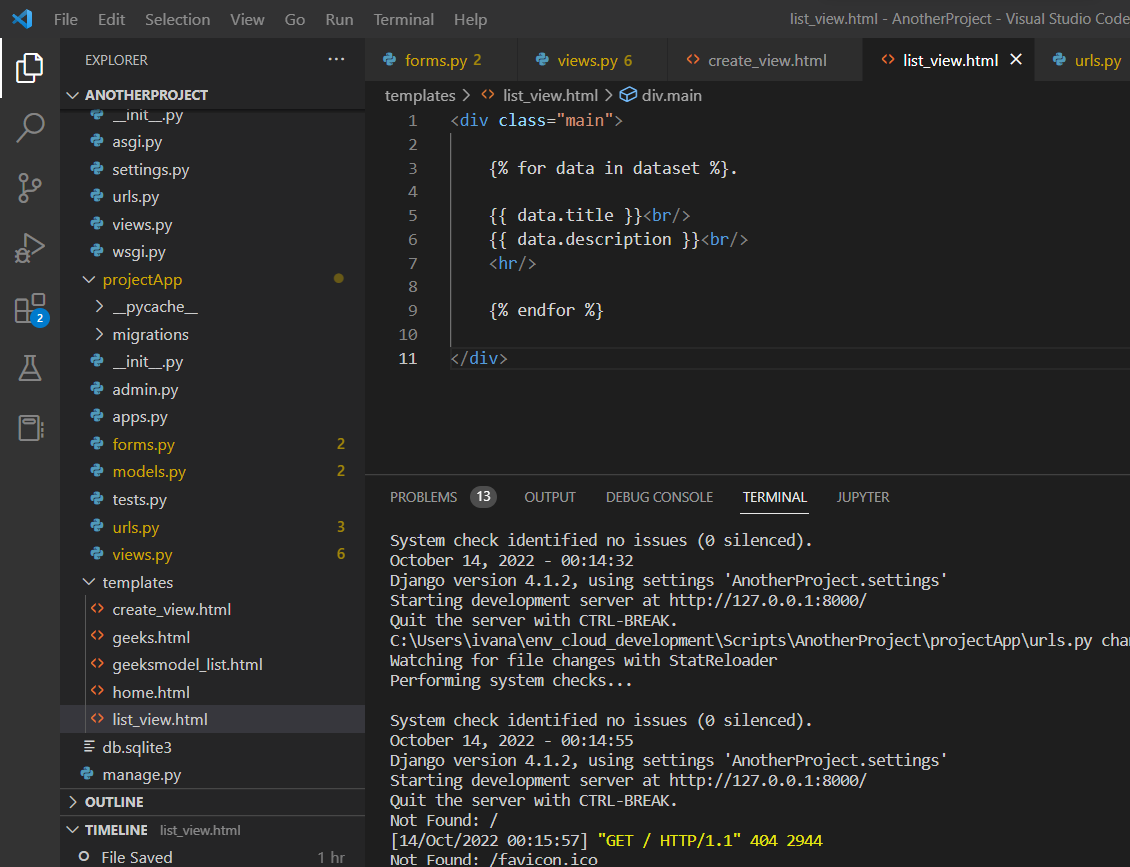 File Edit Selection View Go Run Terminal Help list_view.html - AnotherProject - Visual Studio Code
EXPLORER ...
forms.py 2 views.py 6 create_view.html list_view.html urls.py
ANOTHERPROJECT
templates > list_view.html > div.main
__init__.py
asgi.py
settings.py
urls.py
views.py
wsgi.py
projectApp
__pycache__
migrations
__init__.py
admin.py
apps.py
forms.py 2
models.py 2
tests.py
urls.py 3
views.py 6
templates
create_view.html
geeks.html
geeksmodel_list.html
home.html
list_view.html
db.sqlite3
manage.py
OUTLINE
TIMELINE list_view.html
File Saved 1 hr
2
1 <div class="main">
2
3 {% for data in dataset %}.
4
5 {{ data.title }}<br/>
6 {{ data.description }}<br/>
7 <hr/>
8
9 {% endfor %}
10
11 </div>
PROBLEMS 13 OUTPUT DEBUG CONSOLE TERMINAL JUPYTER
System check identified no issues (0 silenced).
October 14, 2022 - 00:14:32
Django version 4.1.2, using settings 'AnotherProject.settings'
Starting development server at http://127.0.0.1:8000/
Quit the server with CTRL-BREAK.
C:\Users\ivana\env_cloud_development\Scripts\AnotherProject\projectApp\urls.py cha
Watching for file changes with StatReloader
Performing system checks...
System check identified no issues (0 silenced).
October 14, 2022 - 00:14:55
Django version 4.1.2, using settings 'AnotherProject.settings'
Starting development server at http://127.0.0.1:8000/
Quit the server with CTRL-BREAK.
Not Found: /
[14/Oct/2022 00:15:57] "GET / HTTP/1.1" 404 2944
Not Found: /favicon.ico